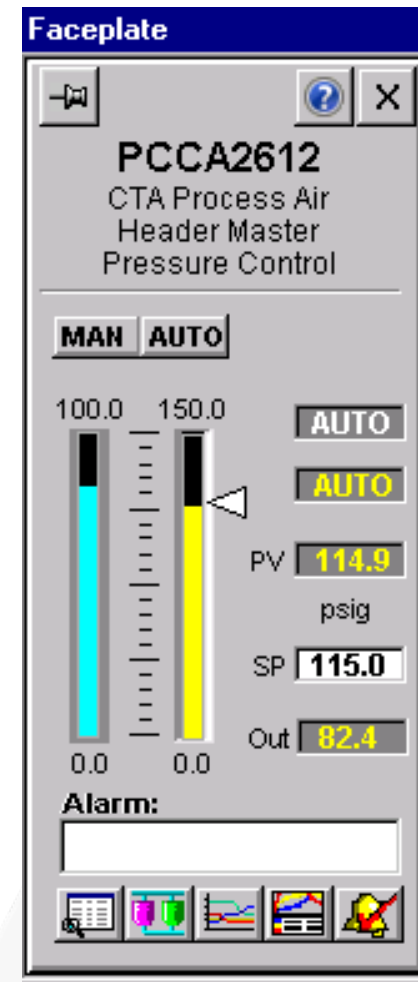 Faceplate
? X
PCCA2612
CTA Process Air
Header Master
Pressure Control
MAN AUTO
100.0 150.0
AUTO
AUTO
PV 114.9
psig
SP 115.0
Out 82.4
0.0 0.0
Alarm: